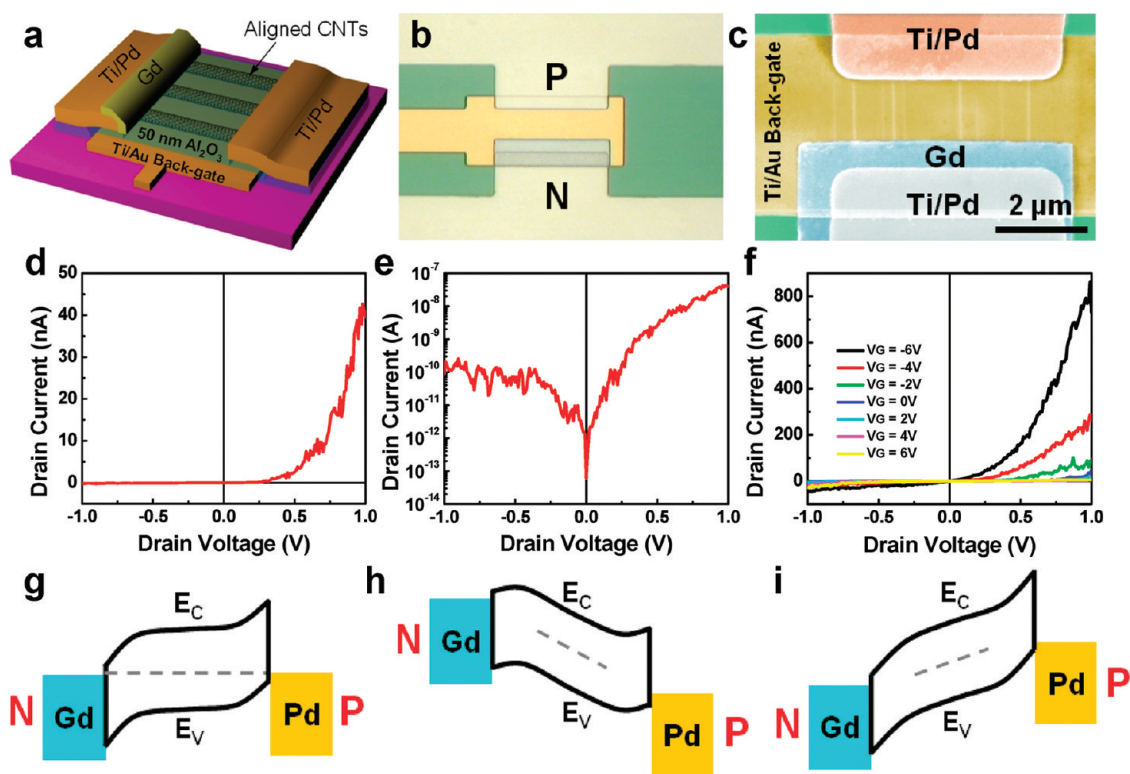 a
Aligned CNTs
Ti/Pd
Gd
Ti/Pd
50 nm Al₂O₃
Ti/Au Back-gate
b
P
N
c
Ti/Pd
Ti/Au Back-gate
Gd
Ti/Pd
2 µm
d
50
40
30
20
10
0
Drain Current (nA)
-1.0 -0.5 0.0 0.5 1.0
Drain Voltage (V)
e
10⁻⁷
10⁻⁸
10⁻⁹
10⁻¹⁰
10⁻¹¹
10⁻¹²
10⁻¹³
10⁻¹⁴
Drain Current (A)
-1.0 -0.5 0.0 0.5 1.0
Drain Voltage (V)
f
800
600
400
200
0
Drain Current (nA)
VG = -6V
VG = -4V
VG = -2V
VG = 0V
VG = 2V
VG = 4V
VG = 6V
-1.0 -0.5 0.0 0.5 1.0
Drain Voltage (V)
g
E_C
N Gd Pd P
E_V
h
E_C
N Gd
E_V
Pd P
i
E_C
Pd P
N Gd
E_V